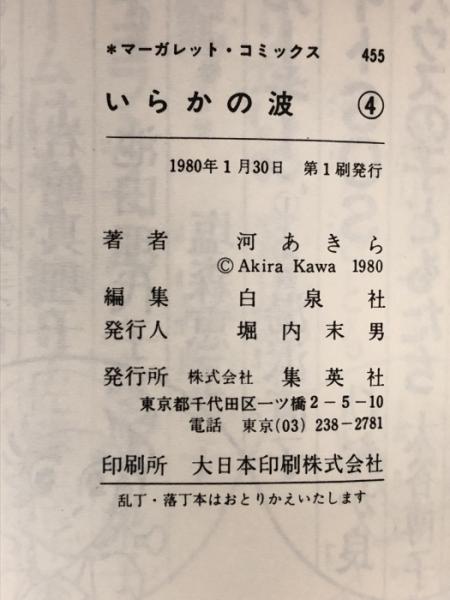 *マーガレット・コミックス 455
いらかの波 ④
1980年1月30日 第1刷発行
著者 河あきら
© Akira Kawa 1980
編集 白泉社
発行人 堀内末男
発行所 株式会社 集英社
東京都千代田区一ツ橋2-5-10
電話 東京(03) 238-2781
印刷所 大日本印刷株式会社
乱丁・落丁本はおとりかえいたします